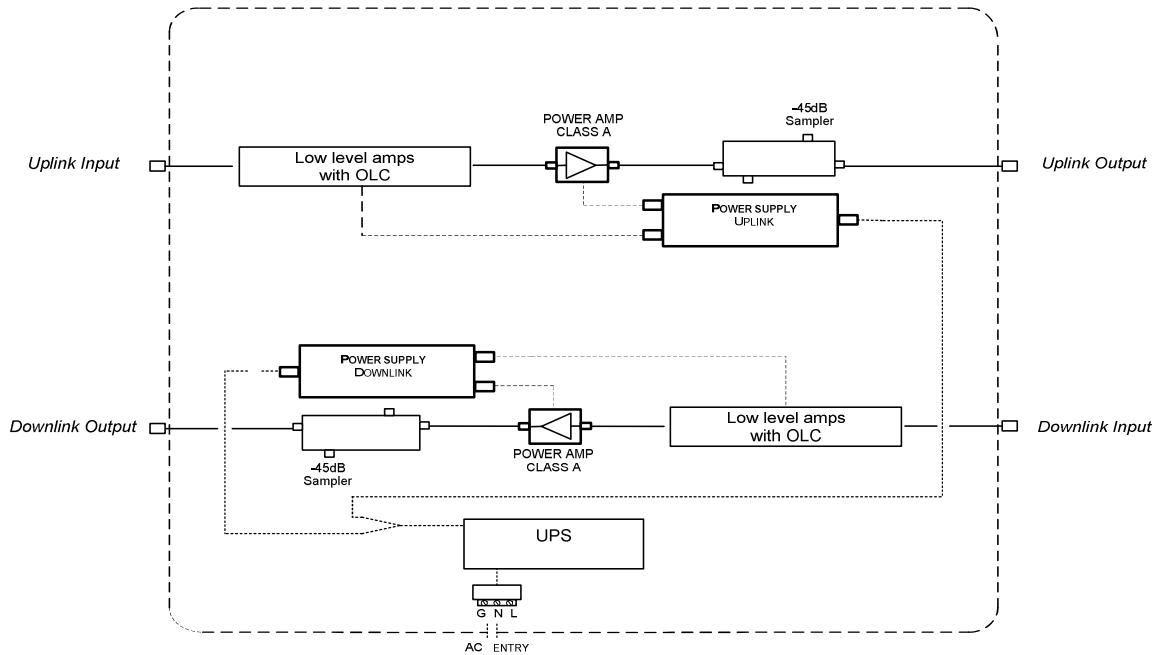 -45dB
Sampler
POWER AMP
CLASS A
Uplink Input
Low level amps
with OLC
Uplink Output
POWER SUPPLY
UPLINK
POWER SUPPLY
DOWNLINK
Downlink Output
Low level amps
with OLC
Downlink Input
POWER AMP
CLASS A
-45dB
Sampler
UPS
G N L
AC ENTRY